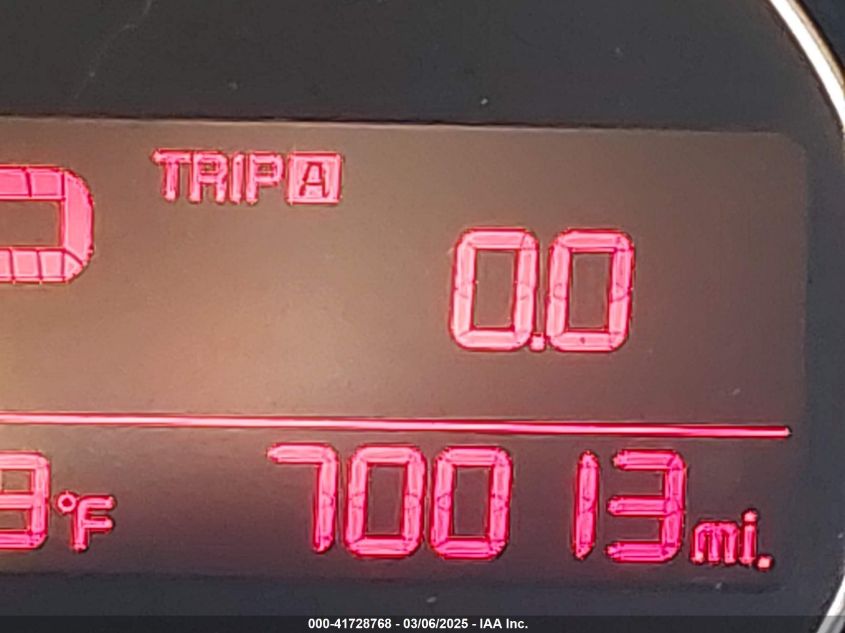 TRIP A
0.0
°F 70013 mi.
000-41728768 - 03/06/2025 - IAA Inc.